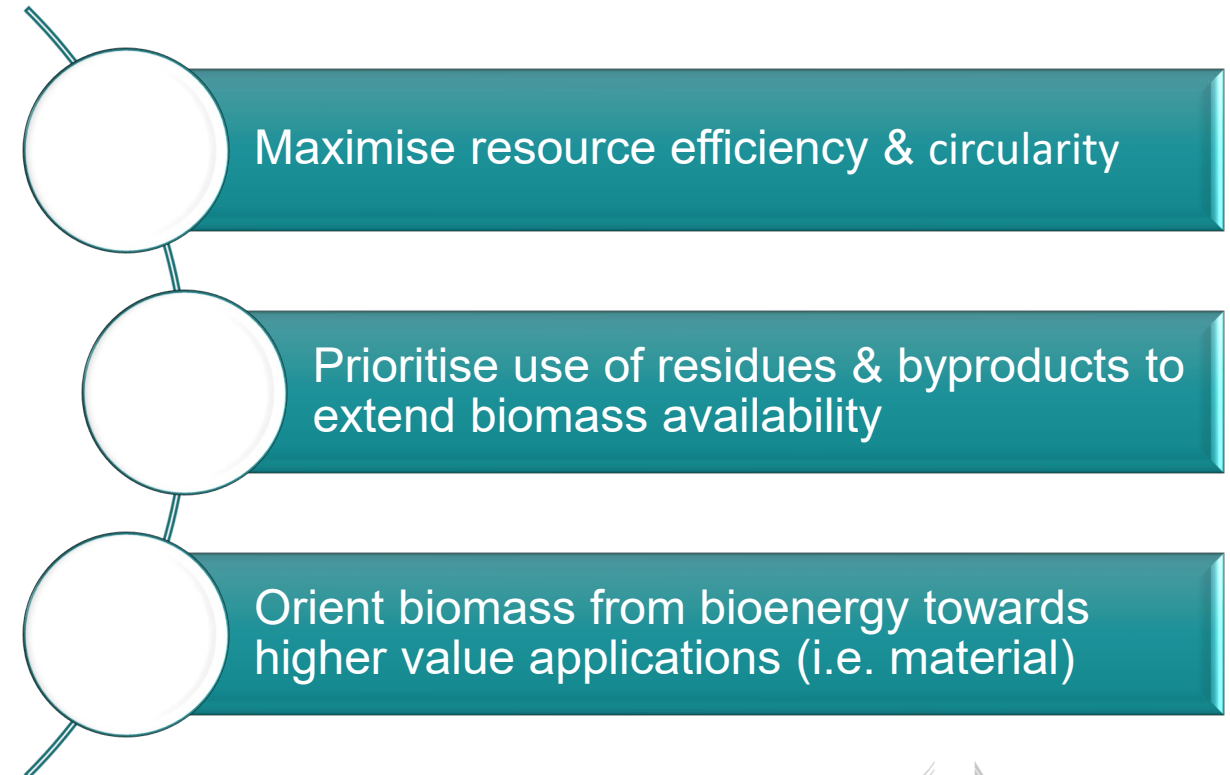 Maximise resource efficiency & circularity
Prioritise use of residues & byproducts to
extend biomass availability
Orient biomass from bioenergy towards
higher value applications (i.e. material)